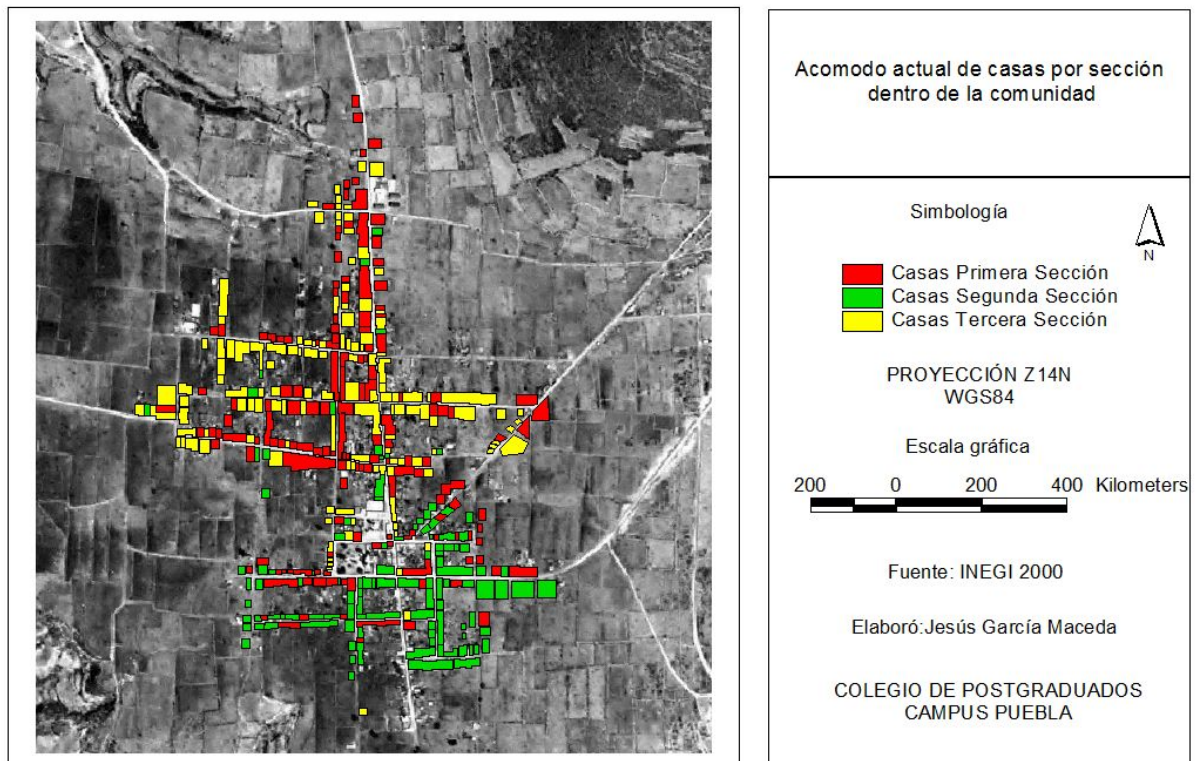 Acomodo actual de casas por sección
dentro de la comunidad
Simbología
N
Casas Primera Sección
Casas Segunda Sección
Casas Tercera Sección
PROYECCIÓN Z14N
WGS84
Escala gráfica
200 0 200 400 Kilometers
Fuente: INEGI 2000
Elaboró:Jesús García Maceda
COLEGIO DE POSTGRADUADOS
CAMPUS PUEBLA